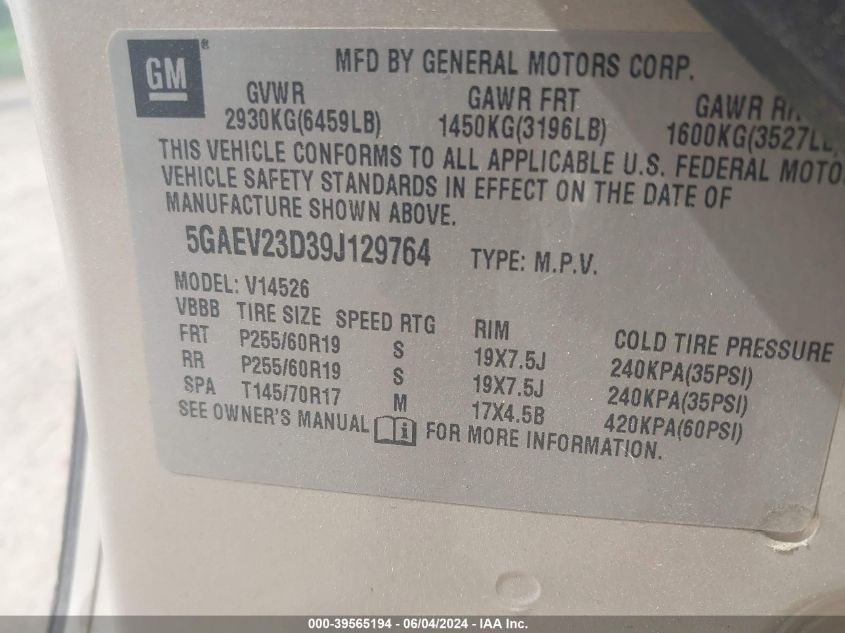 GM ®
MFD BY GENERAL MOTORS CORP.
GVWR GAWR FRT GAWR
2930KG(6459LB) 1450KG(3196LB) 1600KG(3527LB
THIS VEHICLE CONFORMS TO ALL APPLICABLE U.S. FEDERAL MOTO
VEHICLE SAFETY STANDARDS IN EFFECT ON THE DATE OF
MANUFACTURE SHOWN ABOVE.
5GAEV23D39J129764 TYPE: M.P.V.
MODEL: V14526
VBBB TIRE SIZE SPEED RTG RIM COLD TIRE PRESSURE
FRT P255/60R19 S 19X7.5J 240KPA(35PSI)
RR P255/60R19 S 19X7.5J 240KPA(35PSI)
SPA T145/70R17 M 17X4.5B 420KPA(60PSI)
SEE OWNER'S MANUAL i FOR MORE INFORMATION.
000-39565194 - 06/04/2024 - IAA Inc.